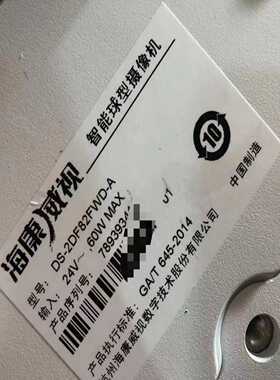 海康威视
智能球型摄像机
型号: DS-2DF82FWD-A
输入: 24V~ 60W MAX
产品序列号: 7893931
01
产品执行标准: GA/T 645-2014
杭州海康威视数字技术股份有限公司
10
中国制造